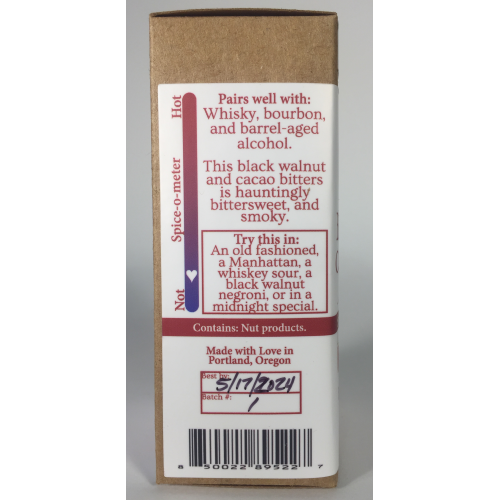 Pairs well with:
Whisky, bourbon,
and barrel-aged
alcohol.
This black walnut
and cacao bitters
is hauntingly
bittersweet, and
smoky.
Try this in:
An old fashioned,
a Manhattan, a
whiskey sour, a
black walnut
negroni, or in a
midnight special.
Hot
Spice-o-meter
Not
Contains: Nut products.
Made with Love in
Portland, Oregon
Best by:
5/17/2024
Batch #:
1
8 50022 89522 7